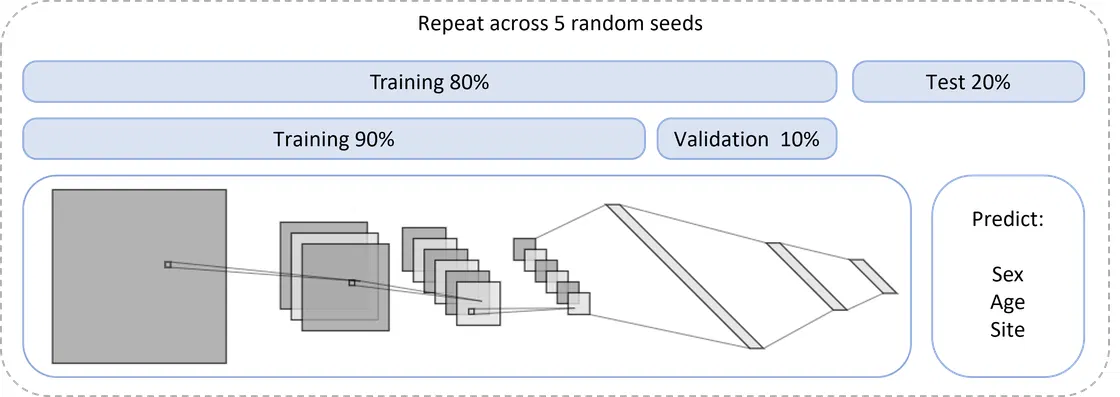 Repeat across 5 random seeds
Training 80%
Test 20%
Training 90%
Validation  10%
Predict:
Sex
Age
Site